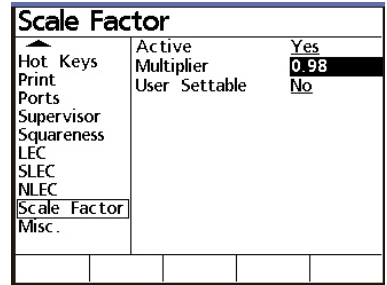 Scale Factor
Hot Keys
Print
Ports
Supervisor
Squareness
LEC
SLEC
NLEC
Scale Factor
Misc.
Active Yes
Multiplier 0.98
User Settable No